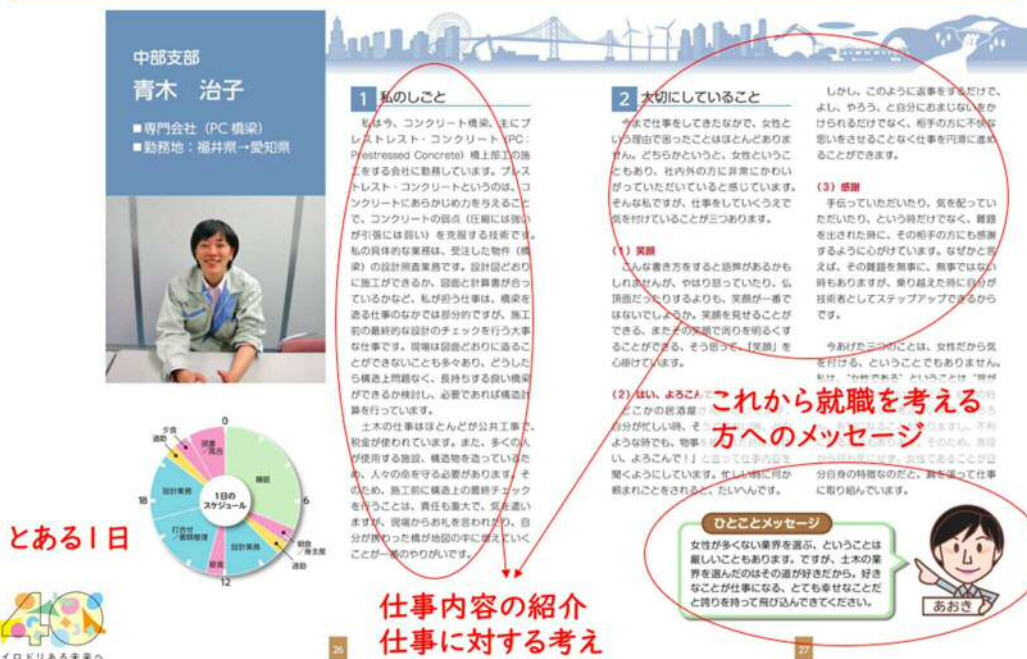 中部支部
青木 治子
■専門会社（PC 橋梁）
■勤務地：福井県→愛知県
1 私のしごと
私は今、コンクリート橋梁、主にプ
レストレスト・コンクリート（PC：
Prestressed Concrete）橋上部工の施
工をする会社に勤務しています。プレス
トレスト・コンクリートというのは、コ
ンクリートにあらかじめ力を与えること
で、コンクリートの弱点（圧縮には強い
が引張には弱い）を克服する技術です。
私の具体的な業務は、受注した物件（橋
梁）の設計照査業務です。設計図どおり
に施工ができるか、図面と計算書が合っ
ているかなど、私が担う仕事は、橋梁を
造る仕事のなかでは部分的ですが、施工
前の最終的な設計のチェックを行う大事
な仕事です。現場は図面どおりに造るこ
とができないことも多々あり、どうした
ら構造上問題なく、長持ちする良い橋梁
ができるか検討し、必要であれば構造計
算を行っています。
土木の仕事はほとんどが公共工事で、
税金が使われています。また、多くの人
が使用する施設、構造物を造っているた
め、人々の命を守る必要があります。そ
のため、施工前に構造上の最終チェック
を行うことは、責任も重大で、気を遣い
ますが、現場からお礼を言われたり、自
分が携わった橋が地図の中に増えていく
ことが一番のやりがいです。
2 大切にしていること
今まで仕事をしてきたなかで、女性と
いう理由で困ったことはほとんどありま
せん。どちらかというと、女性というこ
ともあり、社内外の方に非常にかわい
がっていただいていると感じています。
そんな私ですが、仕事をしていくうえで
気を付けていることが三つあります。
（1）笑顔
こんな書き方をすると語弊があるかも
しれませんが、やはり怒っていたり、仏
頂面だったりするよりも、笑顔が一番で
はないでしょうか。笑顔を見せることが
できる、またその笑顔で周りを明るくす
ることができる、そう思って、「笑顔」を
心掛けています。
（2）はい、よろこんで
どこかの居酒屋
自分が忙しい時、そ
ような時でも、物事を
い、よろこんで！」と言って仕事内容を
聞くようにしています。忙しい時に何か
頼まれごとをされると、たいへんです。
しかし、このように返事をするだけで、
よし、やろう、と自分におまじないをか
けられるだけでなく、相手の方に不快な
思いをさせることなく仕事を円滑に進め
ることができます。
（3）感謝
手伝っていただいたり、気を配ってい
ただいたり、という時だけでなく、難題
を出された時に、その相手の方にも感謝
するように心がけています。なぜかと言
えば、その難題を無事に、無事ではない
時もありますが、乗り越えた時に自分が
技術者としてステップアップできるから
です。
今あげた三つのことは、女性だから気
を付ける、ということでもありません。
私は、“女性である”ということは
女性であることが自
分自身の特徴なのだと、胸を張って仕事
に取り組んでいます。
これから就職を考える
方へのメッセージ
ひとことメッセージ
女性が多くない業界を選ぶ、ということは
厳しいこともあります。ですが、土木の業
界を選んだのはその道が好きだから。好き
なことが仕事になる、とても幸せなことだ
と誇りを持って飛び込んできてください。
あおき
とある1日
0
6
12
18
1日の
スケジュール
睡眠
朝食
／身支度
通勤
設計業務
昼食
打合せ
／書類整理
設計業務
通勤
夕食
読書
／風呂
仕事内容の紹介
仕事に対する考え
40
イロドリある未来へ
26
27